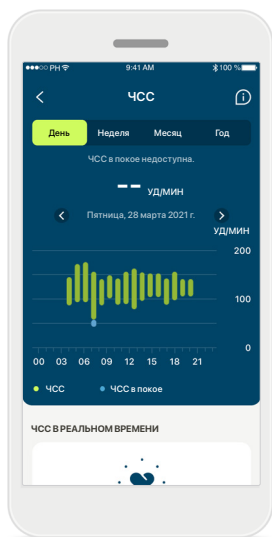 PH 9:41 AM 100 %
ЧСС
День Неделя Месяц Год
ЧСС в покое недоступна.
-- УД/МИН
Пятница, 28 марта 2021 г.
УД/МИН
200
100
0
00 03 06 09 12 15 18 21
ЧСС ЧСС в покое
ЧСС В РЕАЛЬНОМ ВРЕМЕНИ